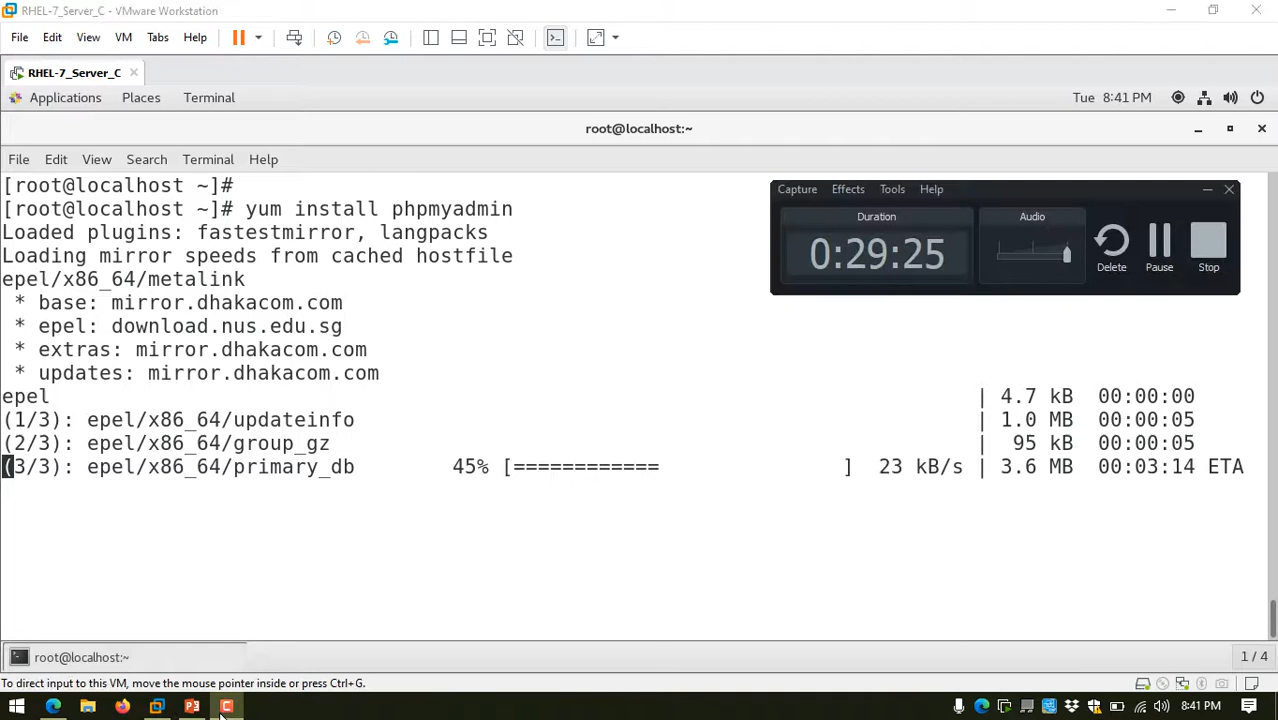 RHEL-7_Server_C - VMware Workstation
File Edit View VM Tabs Help
RHEL-7_Server_C
Applications Places Terminal Tue 8:41 PM
root@localhost:~
File Edit View Search Terminal Help
[root@localhost ~]#
[root@localhost ~]# yum install phpmyadmin
Loaded plugins: fastestmirror, langpacks
Loading mirror speeds from cached hostfile
epel/x86_64/metalink
* base: mirror.dhakacom.com
* epel: download.nus.edu.sg
* extras: mirror.dhakacom.com
* updates: mirror.dhakacom.com
epel | 4.7 kB 00:00:00
(1/3): epel/x86_64/updateinfo | 1.0 MB 00:00:05
(2/3): epel/x86_64/group_gz | 95 kB 00:00:05
(3/3): epel/x86_64/primary_db 45% [============ ] 23 kB/s | 3.6 MB 00:03:14 ETA
Capture Effects Tools Help
Duration
0:29:25
Audio
Delete Pause Stop
root@localhost:~ 1 / 4
To direct input to this VM, move the mouse pointer inside or press Ctrl+G.
8:41 PM